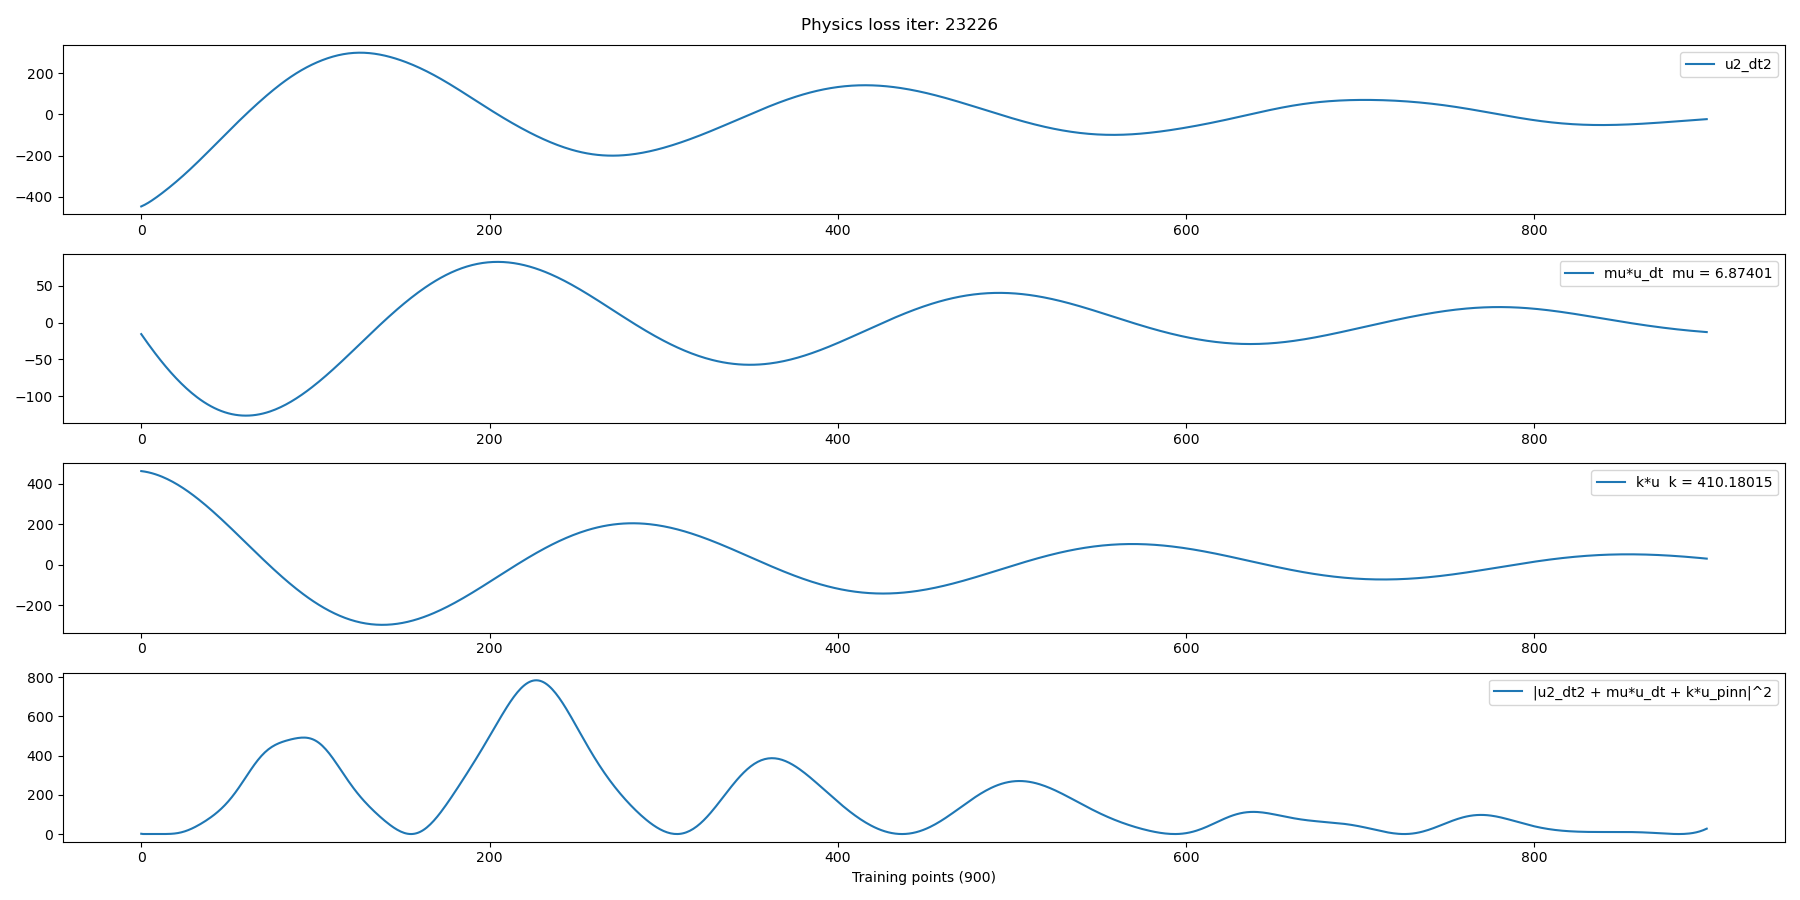 Physics loss iter: 23226
200
0
−200
−400
u2_dt2
0 200 400 600 800
50
0
−50
−100
mu*u_dt  mu = 6.87401
0 200 400 600 800
400
200
0
−200
k*u  k = 410.18015
0 200 400 600 800
800
600
400
200
0
|u2_dt2 + mu*u_dt + k*u_pinn|^2
0 200 400 600 800
Training points (900)